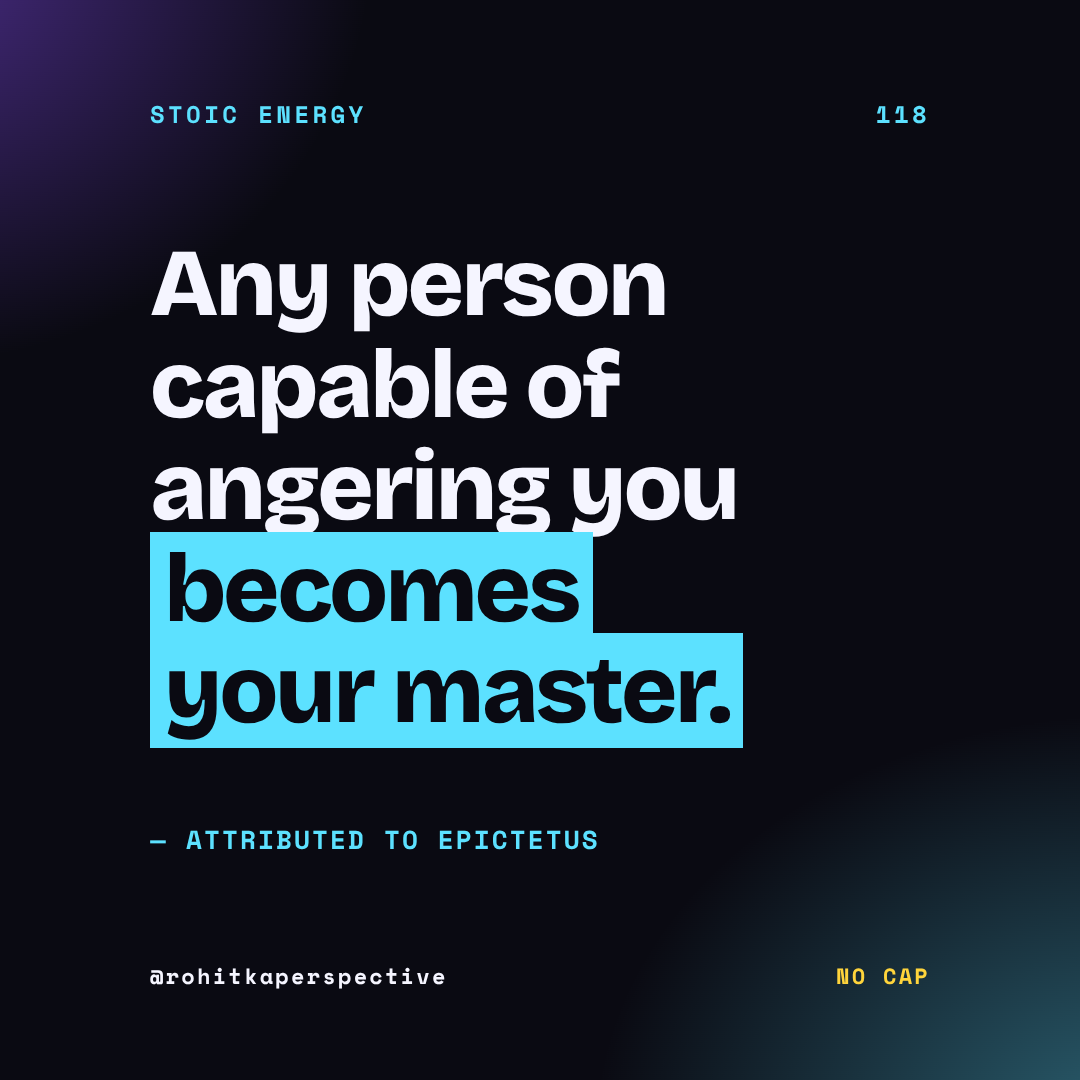 STOIC ENERGY
118
Any person
capable of
angering you
becomes
your master.
— ATTRIBUTED TO EPICTETUS
@rohitkaperspective
NO CAP